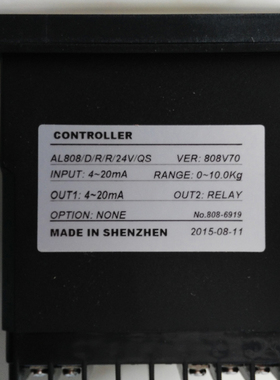 CONTROLLER
AL808/D/R/R/24V/QS VER: 808V70
INPUT: 4~20mA RANGE: 0~10.0Kg
OUT1: 4~20mA OUT2: RELAY
OPTION: NONE No.808-6919
MADE IN SHENZHEN 2015-08-11